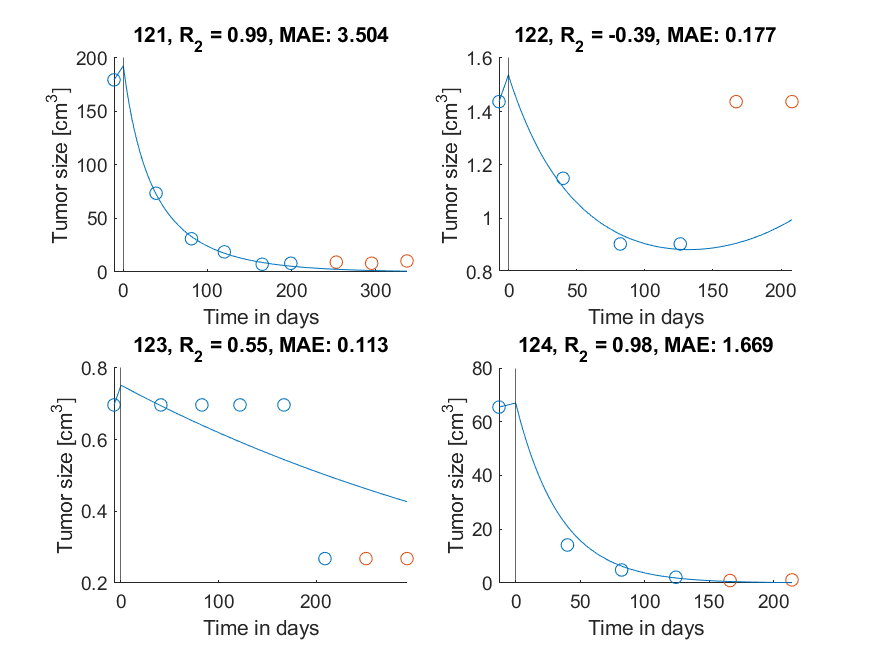 121, R2 = 0.99, MAE: 3.504
200
150
100
50
0
Tumor size [cm3]
0 100 200 300
Time in days
122, R2 = -0.39, MAE: 0.177
1.6
1.4
1.2
1
0.8
Tumor size [cm3]
0 50 100 150 200
Time in days
123, R2 = 0.55, MAE: 0.113
0.8
0.6
0.4
0.2
Tumor size [cm3]
0 100 200
Time in days
124, R2 = 0.98, MAE: 1.669
80
60
40
20
0
Tumor size [cm3]
0 50 100 150 200
Time in days